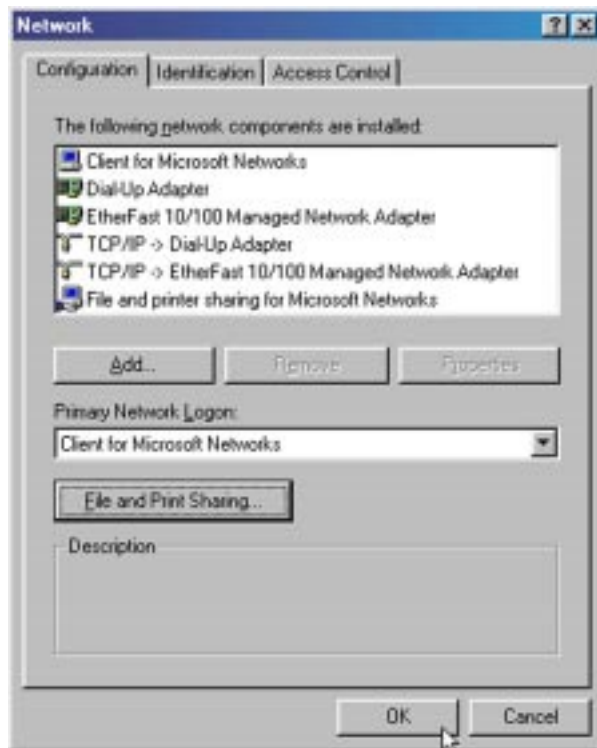 Network
Configuration Identification Access Control
The following network components are installed:
Client for Microsoft Networks
Dial-Up Adapter
EtherFast 10/100 Managed Network Adapter
TCP/IP -> Dial-Up Adapter
TCP/IP -> EtherFast 10/100 Managed Network Adapter
File and printer sharing for Microsoft Networks
Add... Remove Properties
Primary Network Logon:
Client for Microsoft Networks
File and Print Sharing...
Description
OK Cancel